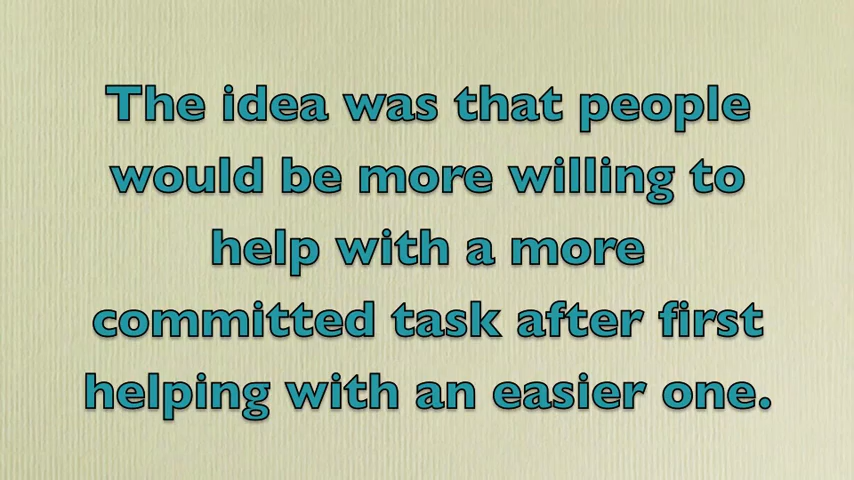 The idea was that people
would be more willing to
help with a more
committed task after first
helping with an easier one.